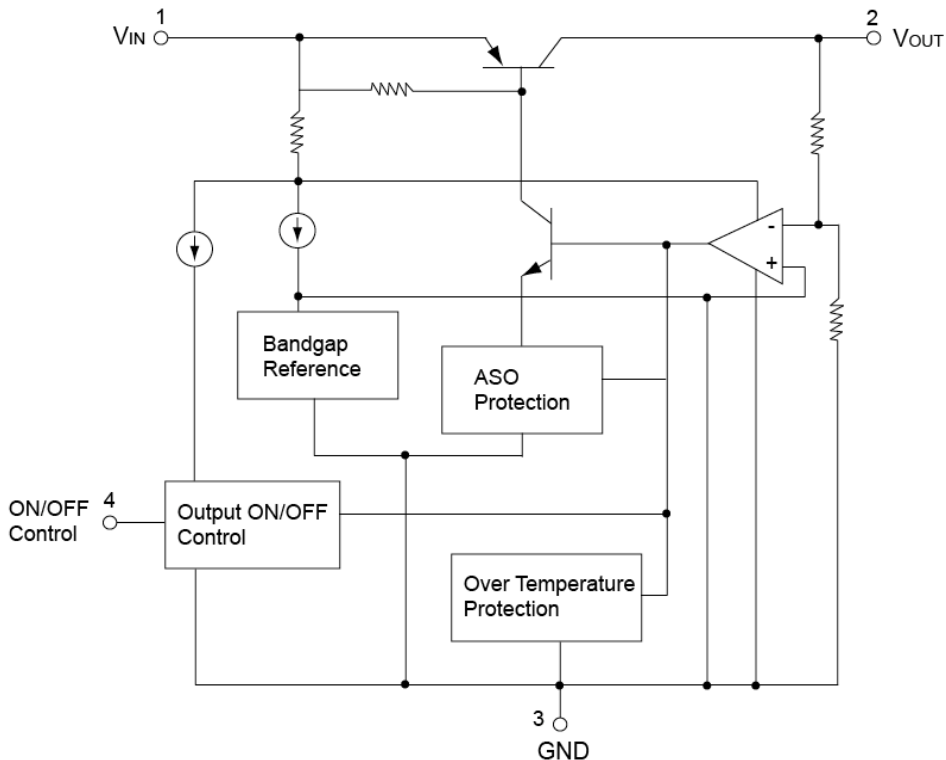 1
VIN
2
VOUT
-
+
Bandgap
Reference
ASO
Protection
ON/OFF
Control
4
Output ON/OFF
Control
Over Temperature
Protection
3
GND